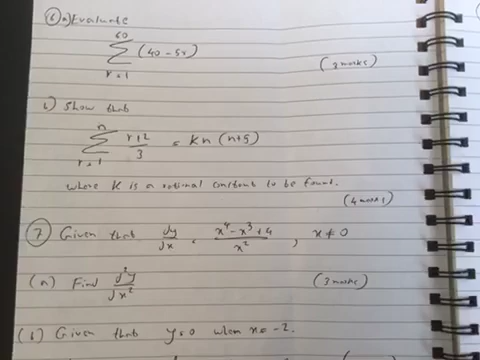 ⑥ a) Evaluate
60
∑ (40 - 5r)
r=1
(3 marks)
b) Show that
n
∑ r+2/3 = kn (n+5)
r=1
where K is a rational constant to be found.
(4 marks)
⑦ Given that dy/dx = x⁴-x³+4/x² , x≠0
(a) Find d²y/dx² (3 marks)
(b) Given that y=0 when x=-2.